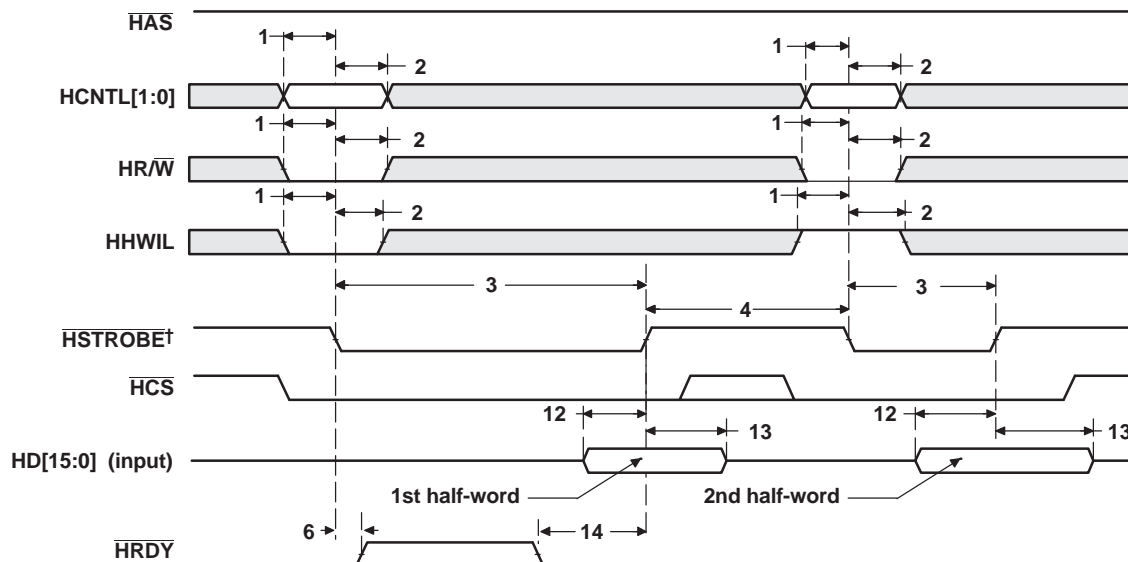 HAS
1
1
2
2
HCNTL[1:0]
1
1
2
2
HR/W
1
1
2
2
HHWIL
3
3
4
HSTROBE†
HCS
12
12
13
13
HD[15:0] (input)
1st half-word
2nd half-word
6
14
HRDY